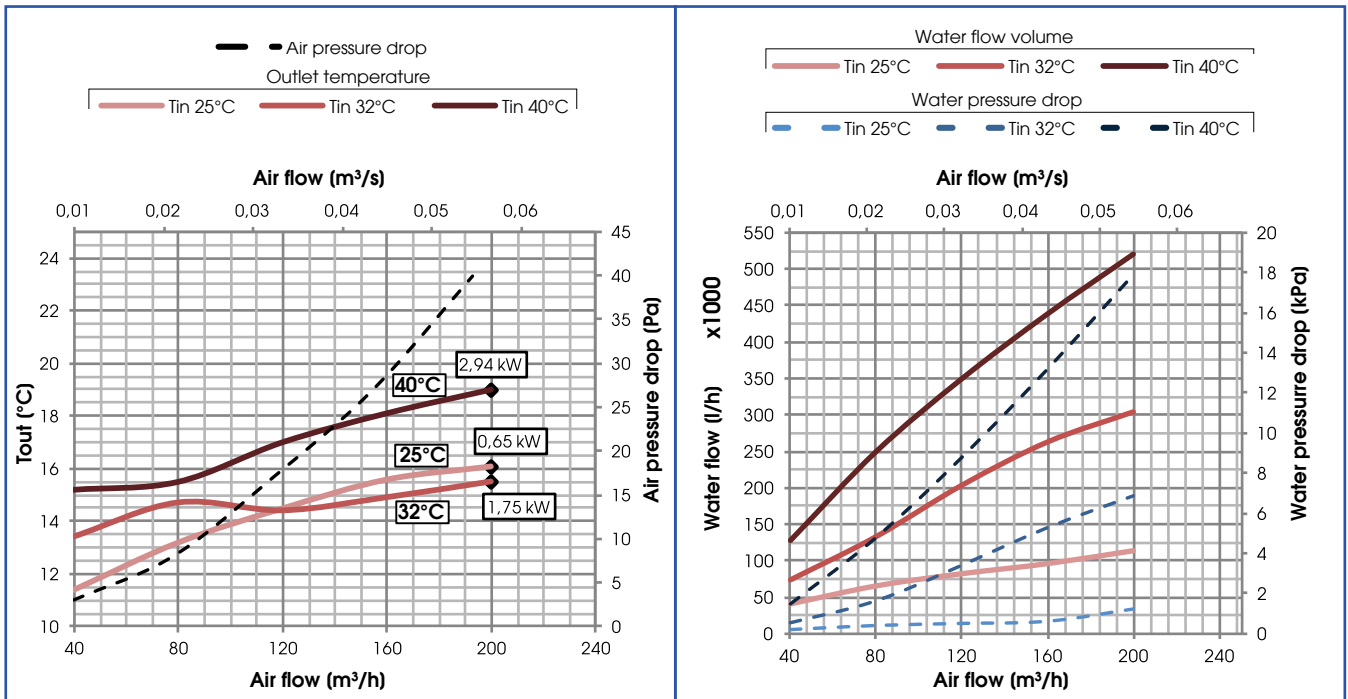 Air pressure drop
Outlet temperature
Tin 25°C Tin 32°C Tin 40°C
Air flow (m³/s)
0,01 0,02 0,03 0,04 0,05 0,06
24
22
20
18
16
14
12
10
Tout (°C)
45
40
35
30
25
20
15
10
5
0
Air pressure drop (Pa)
2,94 kW
40°C
0,65 kW
25°C
1,75 kW
32°C
40 80 120 160 200 240
Air flow (m³/h)
Water flow volume
Tin 25°C Tin 32°C Tin 40°C
Water pressure drop
Tin 25°C Tin 32°C Tin 40°C
Air flow (m³/s)
0,01 0,02 0,03 0,04 0,05 0,06
550
500
450
400
350
300
250
200
150
100
50
0
x1000
Water flow (l/h)
20
18
16
14
12
10
8
6
4
2
0
Water pressure drop (kPa)
40 80 120 160 200 240
Air flow (m³/h)